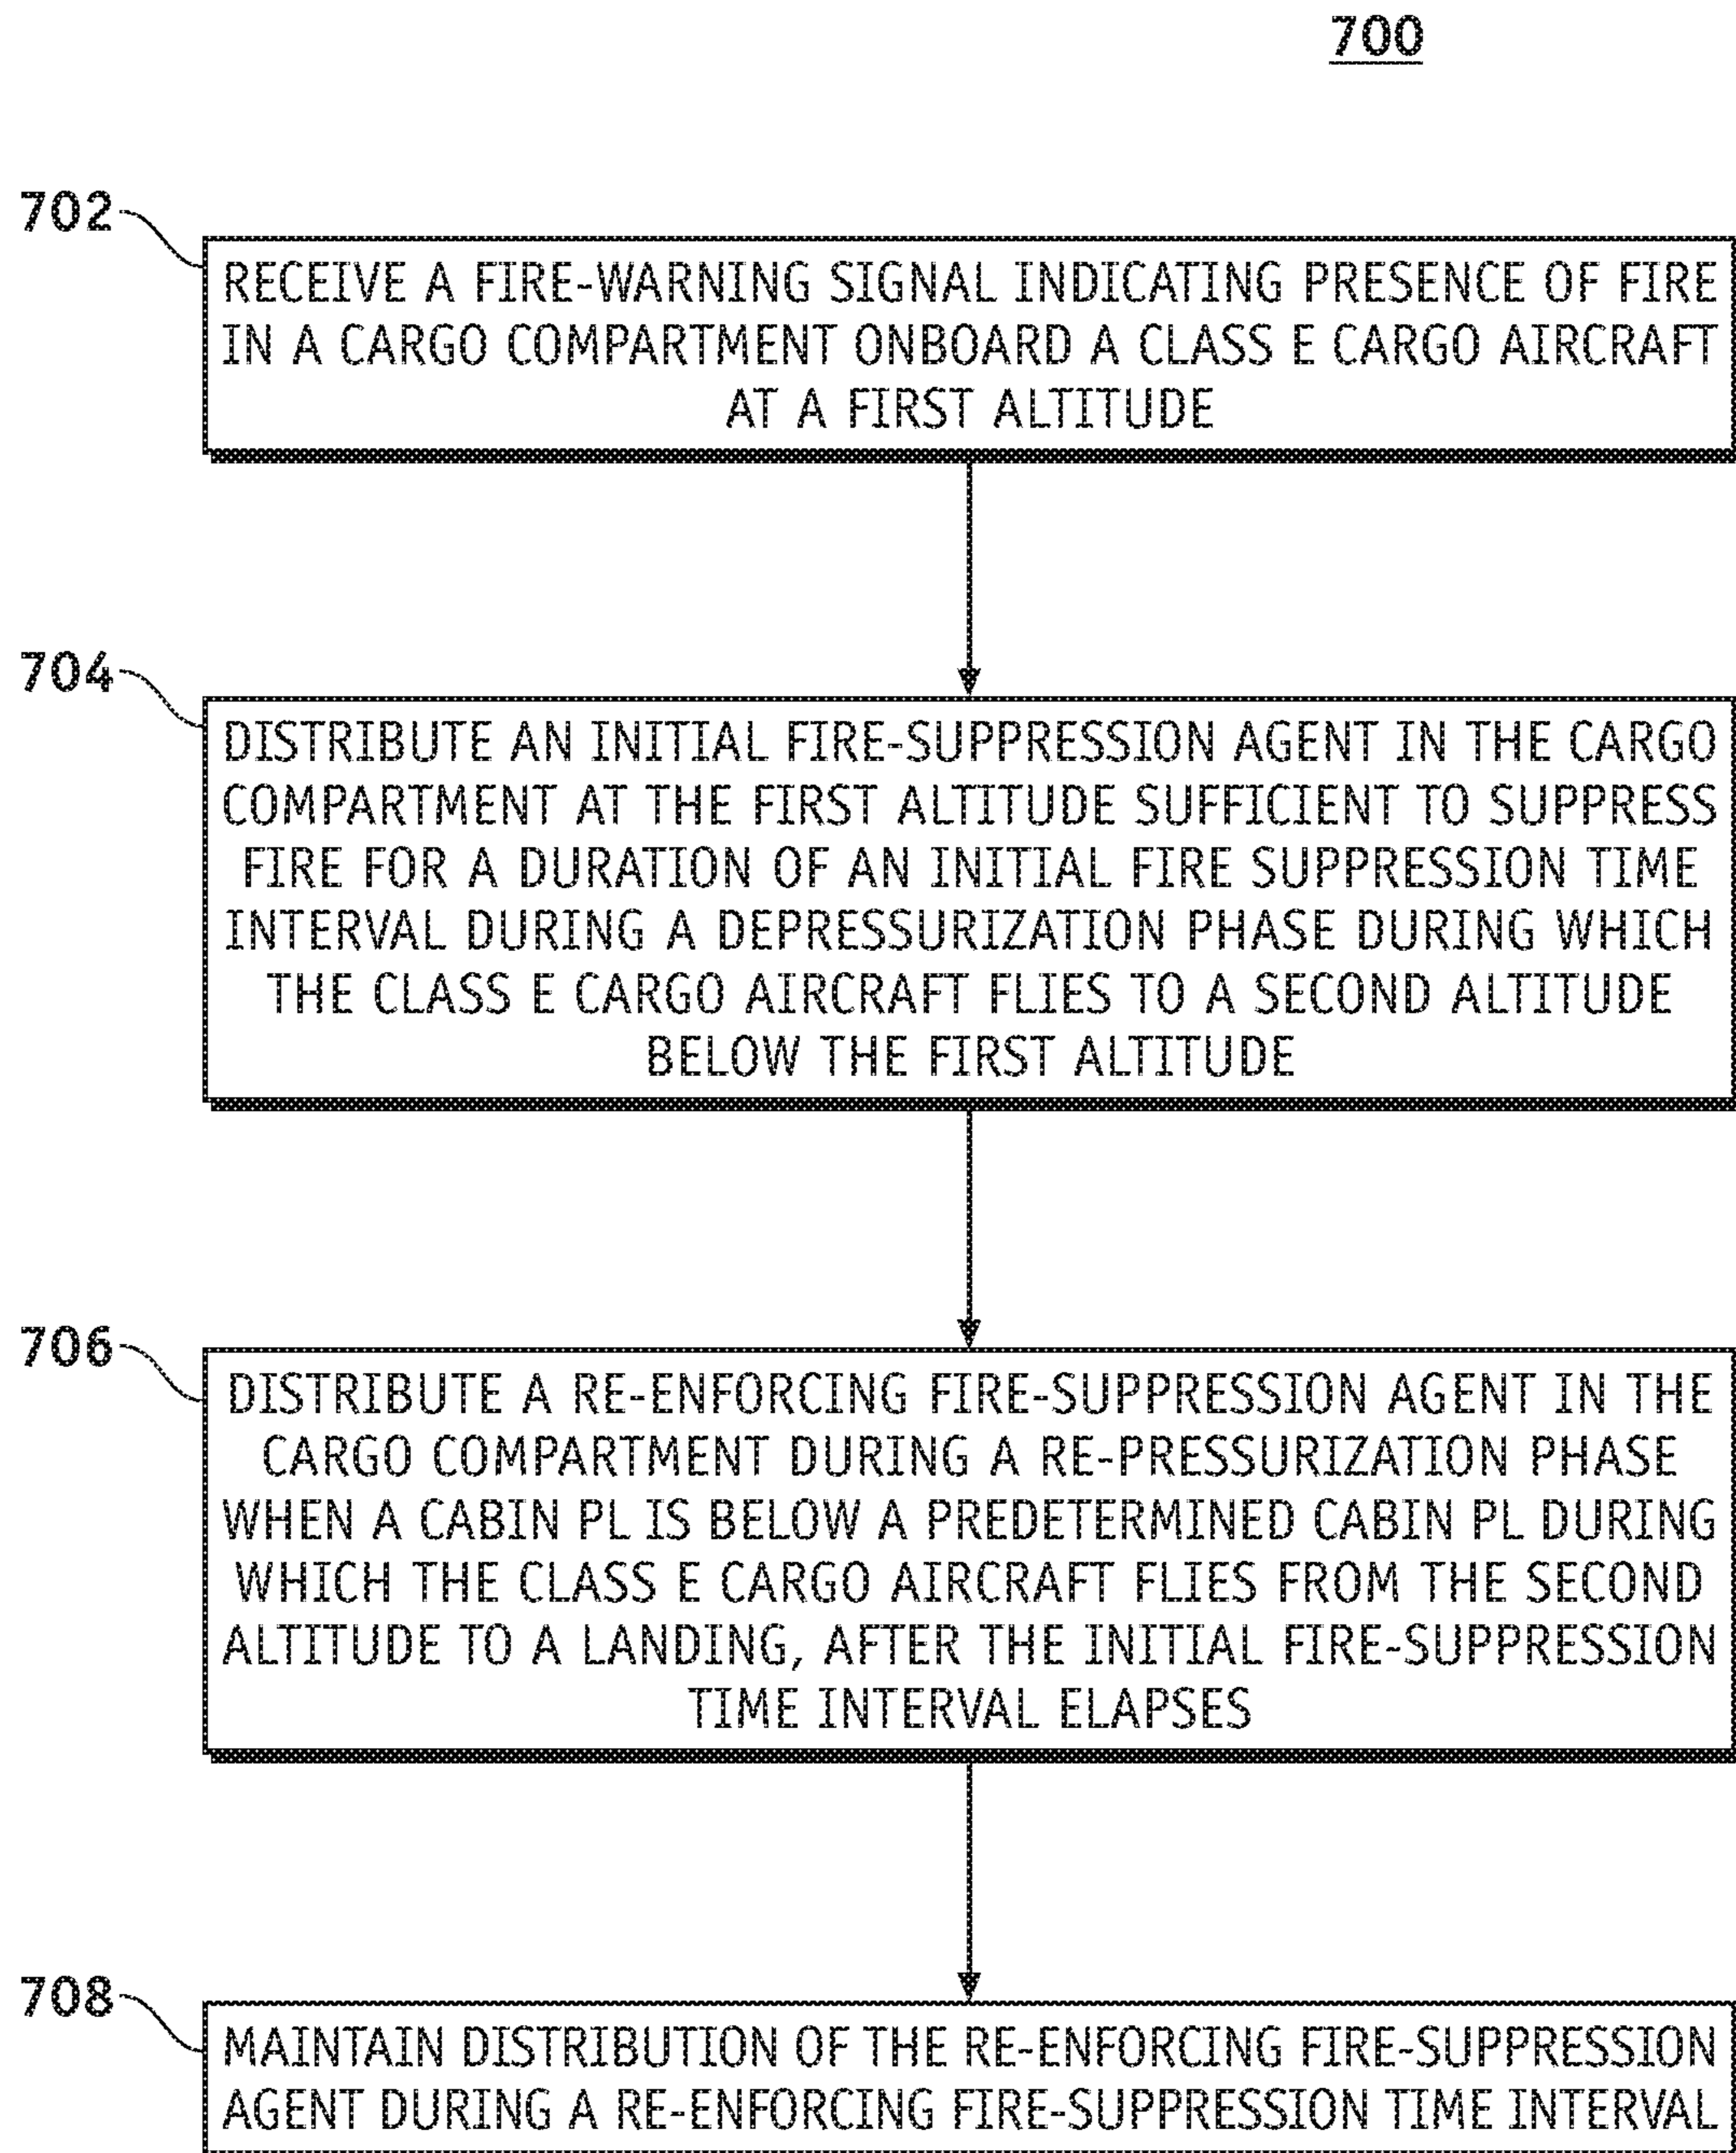 700
702
RECEIVE A FIRE-WARNING SIGNAL INDICATING PRESENCE OF FIRE
IN A CARGO COMPARTMENT ONBOARD A CLASS E CARGO AIRCRAFT
AT A FIRST ALTITUDE
704
DISTRIBUTE AN INITIAL FIRE-SUPPRESSION AGENT IN THE CARGO
COMPARTMENT AT THE FIRST ALTITUDE SUFFICIENT TO SUPPRESS
FIRE FOR A DURATION OF AN INITIAL FIRE SUPPRESSION TIME
INTERVAL DURING A DEPRESSURIZATION PHASE DURING WHICH
THE CLASS E CARGO AIRCRAFT FLIES TO A SECOND ALTITUDE
BELOW THE FIRST ALTITUDE
706
DISTRIBUTE A RE-ENFORCING FIRE-SUPPRESSION AGENT IN THE
CARGO COMPARTMENT DURING A RE-PRESSURIZATION PHASE
WHEN A CABIN PL IS BELOW A PREDETERMINED CABIN PL DURING
WHICH THE CLASS E CARGO AIRCRAFT FLIES FROM THE SECOND
ALTITUDE TO A LANDING, AFTER THE INITIAL FIRE-SUPPRESSION
TIME INTERVAL ELAPSES
708
MAINTAIN DISTRIBUTION OF THE RE-ENFORCING FIRE-SUPPRESSION
AGENT DURING A RE-ENFORCING FIRE-SUPPRESSION TIME INTERVAL